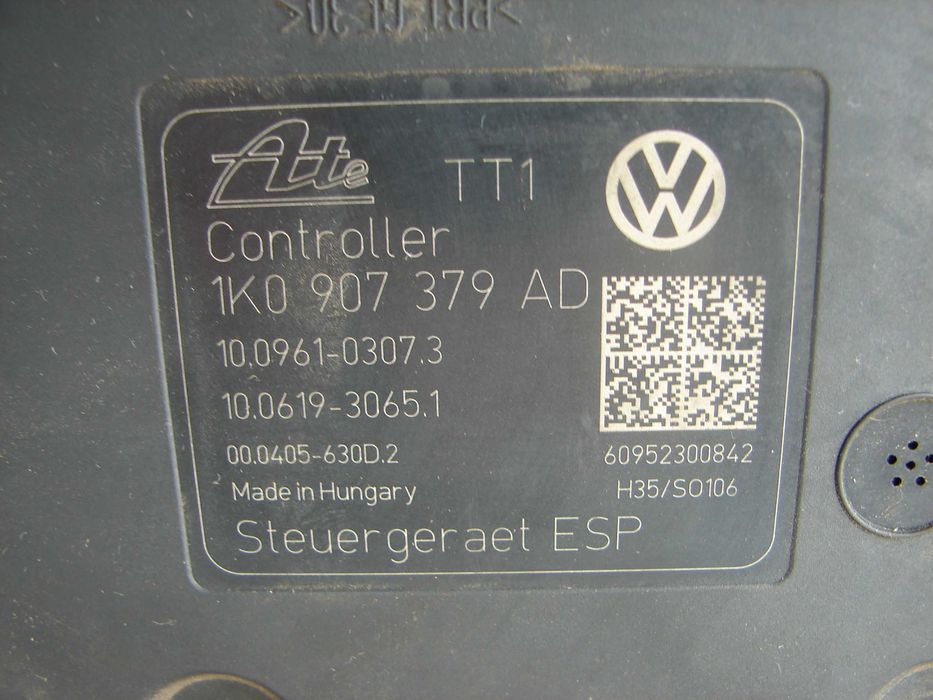 Ate TT1
Controller
1K0 907 379 AD
10.0961-0307.3
10.0619-3065.1
00.0405-630D.2 60952300842
Made in Hungary H35/SO106
Steuergeraet ESP